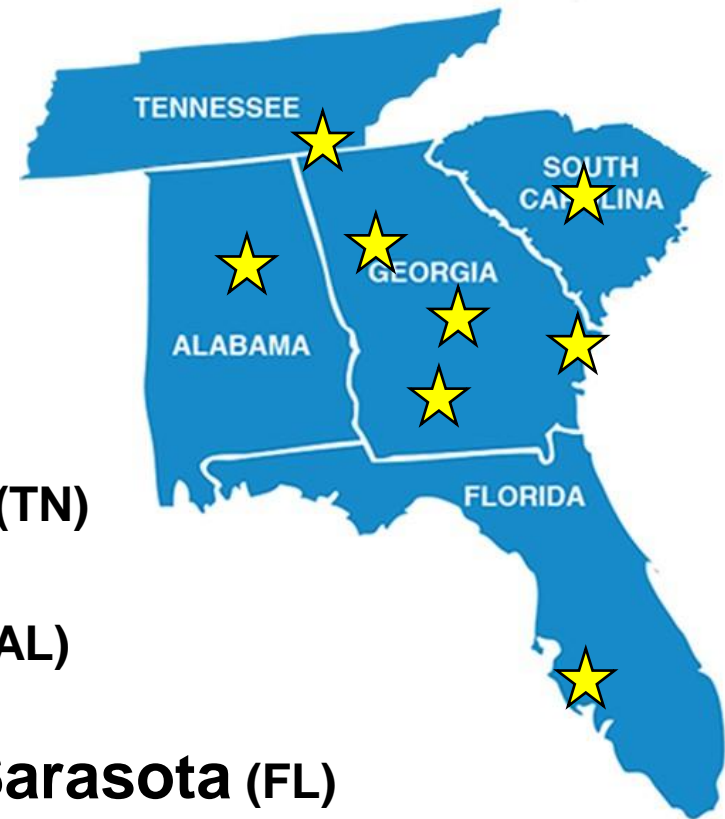 TENNESSEE
SOUTH
CAROLINA
GEORGIA
ALABAMA
FLORIDA
(TN)
AL)
Sarasota (FL)